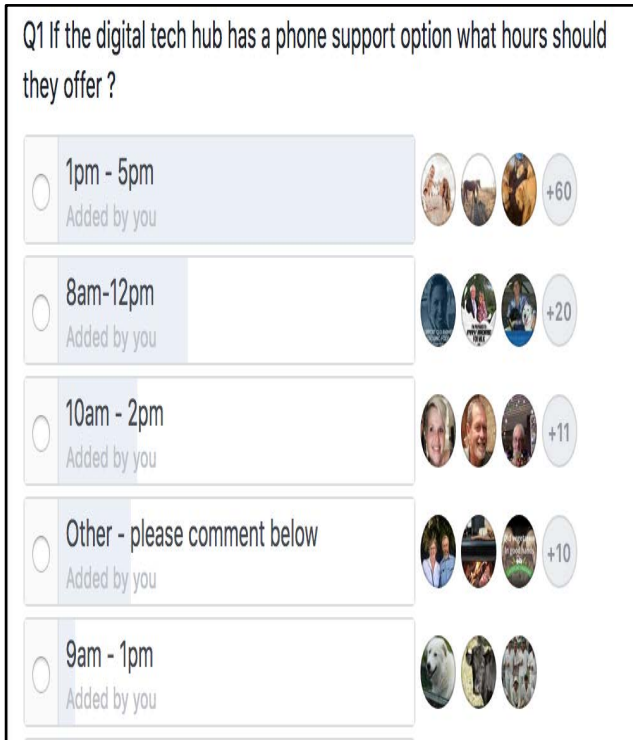 Q1 If the digital tech hub has a phone support option what hours should
they offer ?
1pm - 5pm
Added by you
+60
8am-12pm
Added by you
+20
10am - 2pm
Added by you
+11
Other - please comment below
Added by you
+10
9am - 1pm
Added by you